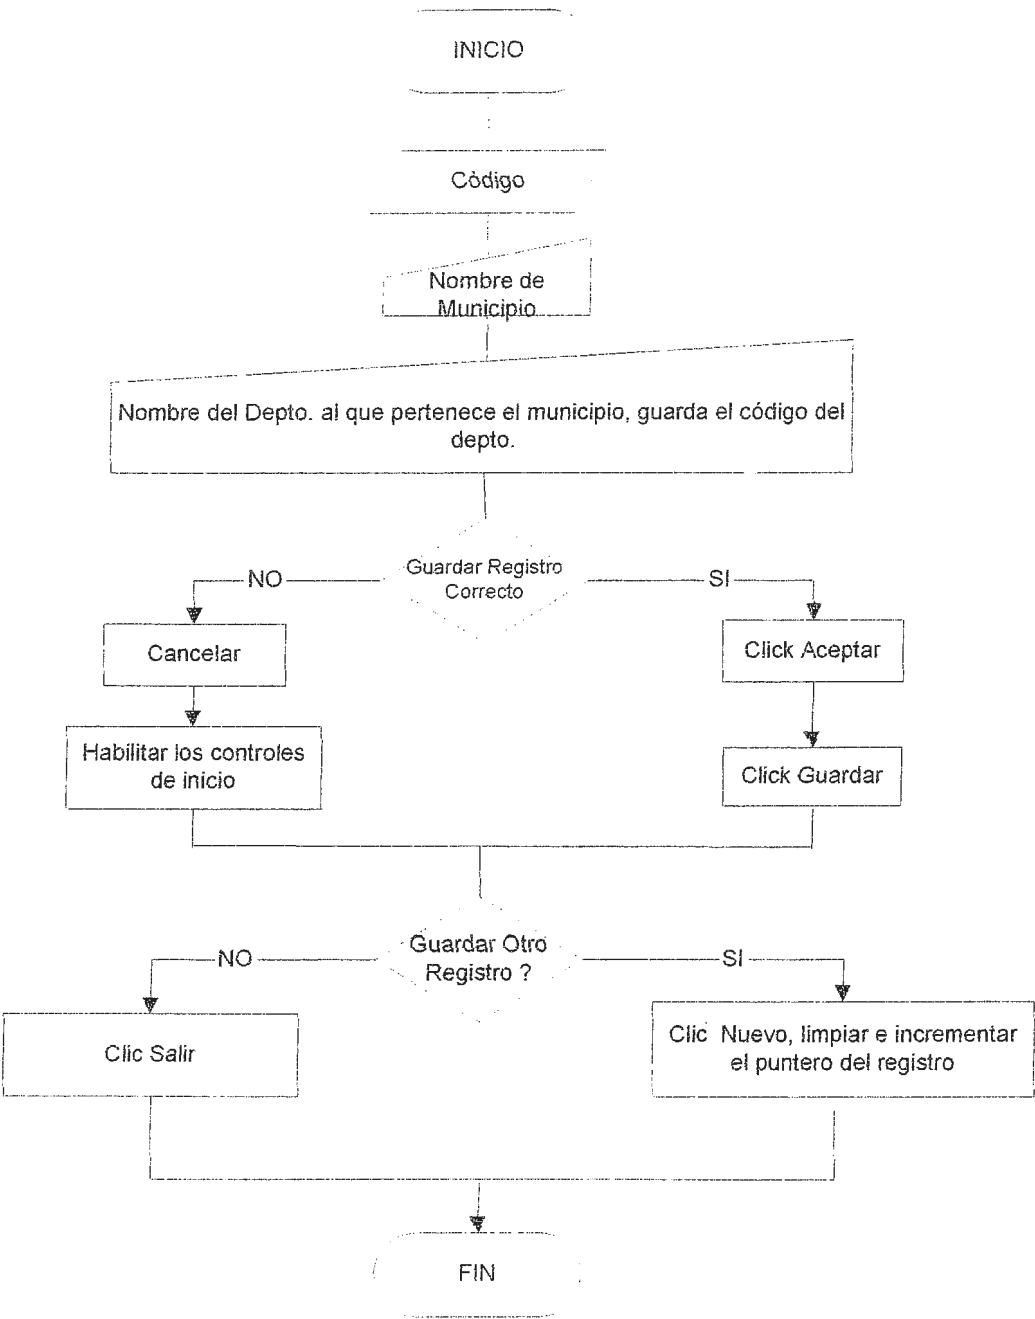 INICIO
Código
Nombre de
Municipio
Nombre del Depto. al que pertenece el municipio, guarda el código del
depto.
Guardar Registro
Correcto
NO
SI
Cancelar
Click Aceptar
Habilitar los controles
de inicio
Click Guardar
Guardar Otro
Registro ?
NO
SI
Clic Salir
Clic Nuevo, limpiar e incrementar
el puntero del registro
FIN